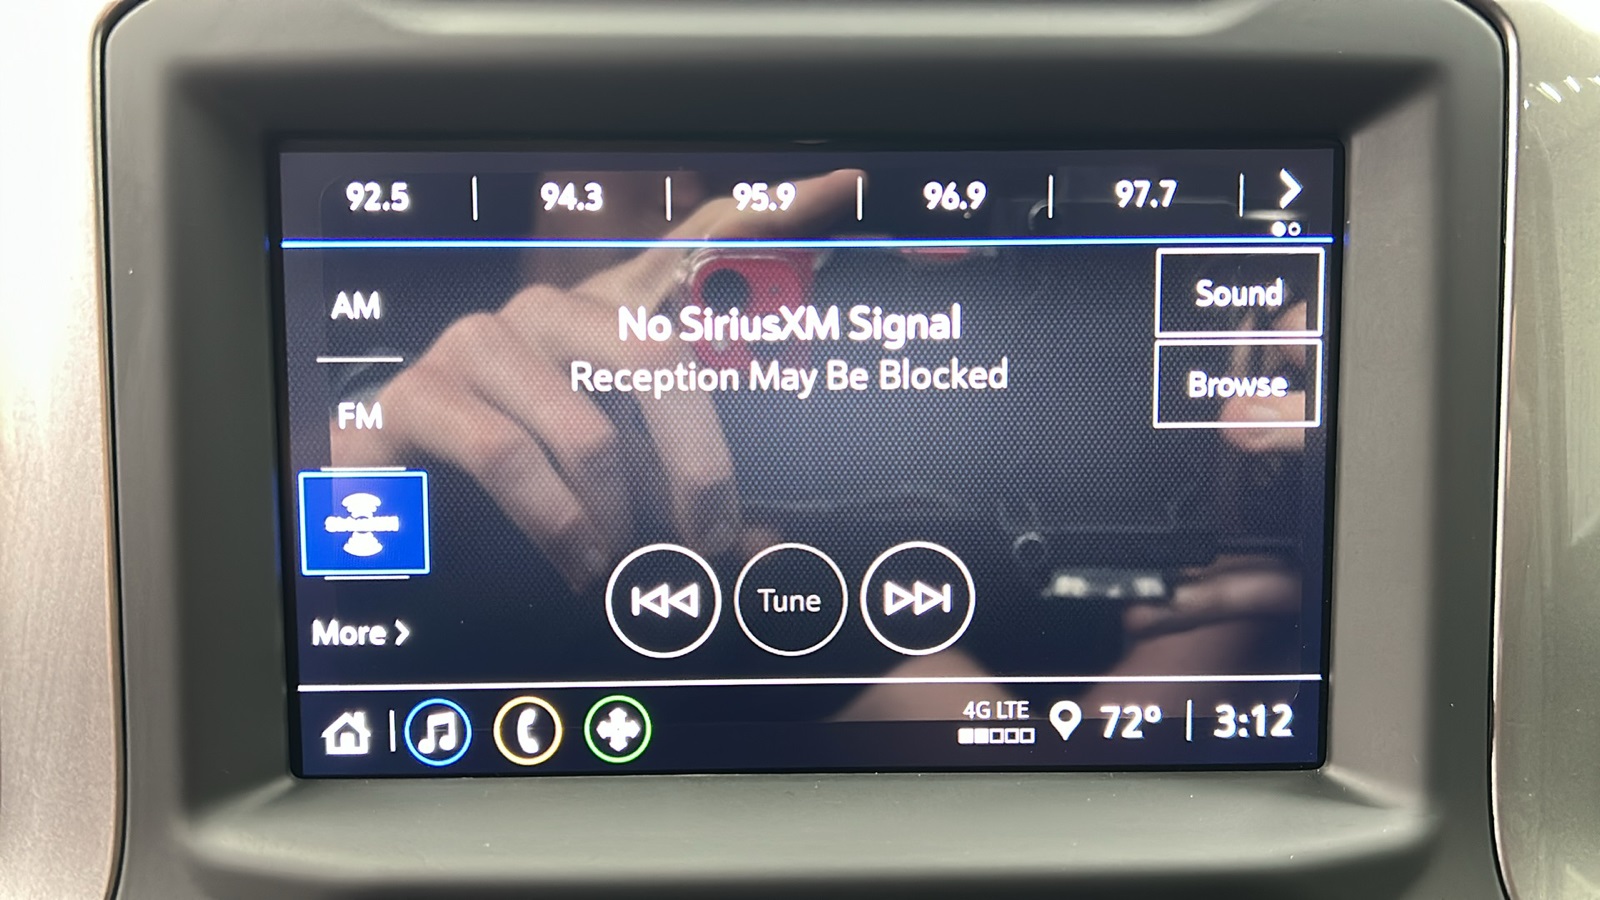 92.5 | 94.3 | 95.9 | 96.9 | 97.7 |
AM
FM
More
No SiriusXM Signal
Reception May Be Blocked
Sound
Browse
Tune
4G LTE
72° | 3:12